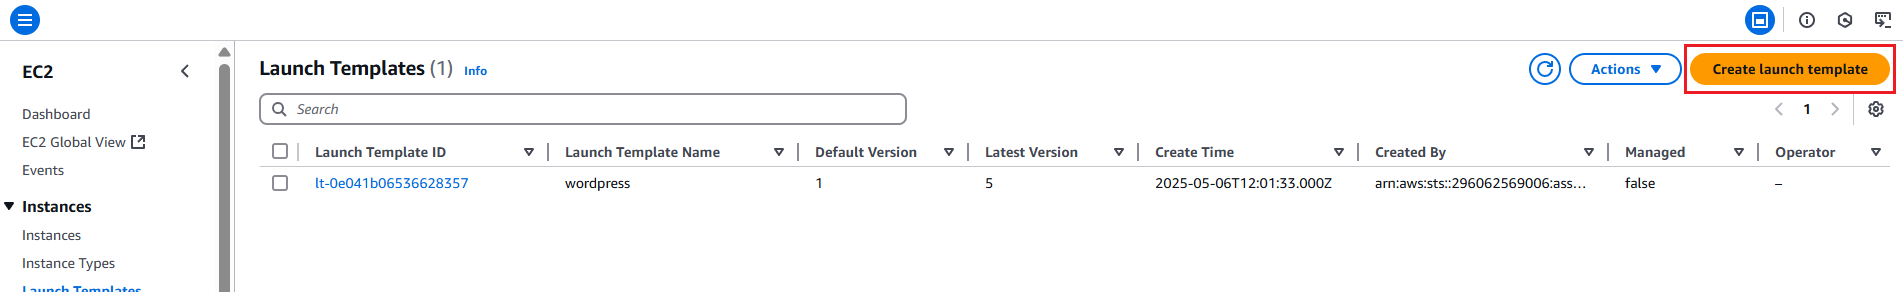 EC2
Dashboard
EC2 Global View
Events
Instances
Instances
Instance Types
Launch Templates
Launch Templates (1) Info
Actions
Create launch template
Search
1
Launch Template ID Launch Template Name Default Version Latest Version Create Time Created By Managed Operator
lt-0e041b06536628357 wordpress 1 5 2025-05-06T12:01:33.000Z arn:aws:sts::296062569006:ass... false –